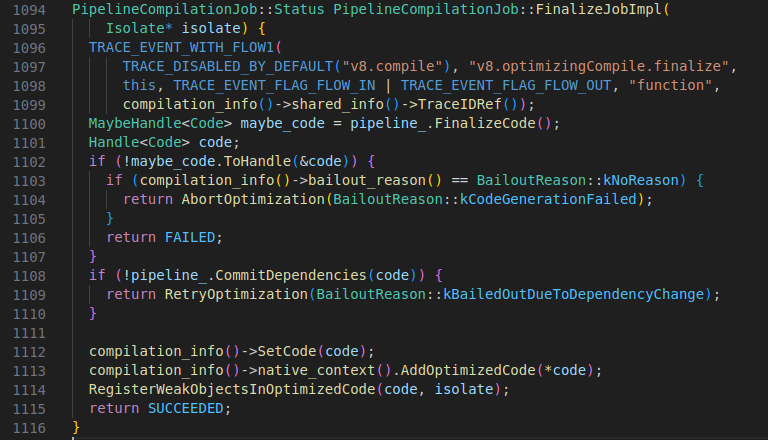 1094 PipelineCompilationJob::Status PipelineCompilationJob::FinalizeJobImpl(
1095     Isolate* isolate) {
1096   TRACE_EVENT_WITH_FLOW1(
1097       TRACE_DISABLED_BY_DEFAULT("v8.compile"), "v8.optimizingCompile.finalize",
1098       this, TRACE_EVENT_FLAG_FLOW_IN | TRACE_EVENT_FLAG_FLOW_OUT, "function",
1099       compilation_info()->shared_info()->TraceIDRef());
1100   MaybeHandle<Code> maybe_code = pipeline_.FinalizeCode();
1101   Handle<Code> code;
1102   if (!maybe_code.ToHandle(&code)) {
1103     if (compilation_info()->bailout_reason() == BailoutReason::kNoReason) {
1104       return AbortOptimization(BailoutReason::kCodeGenerationFailed);
1105     }
1106     return FAILED;
1107   }
1108   if (!pipeline_.CommitDependencies(code)) {
1109     return RetryOptimization(BailoutReason::kBailedOutDueToDependencyChange);
1110   }
1111
1112   compilation_info()->SetCode(code);
1113   compilation_info()->native_context().AddOptimizedCode(*code);
1114   RegisterWeakObjectsInOptimizedCode(code, isolate);
1115   return SUCCEEDED;
1116 }